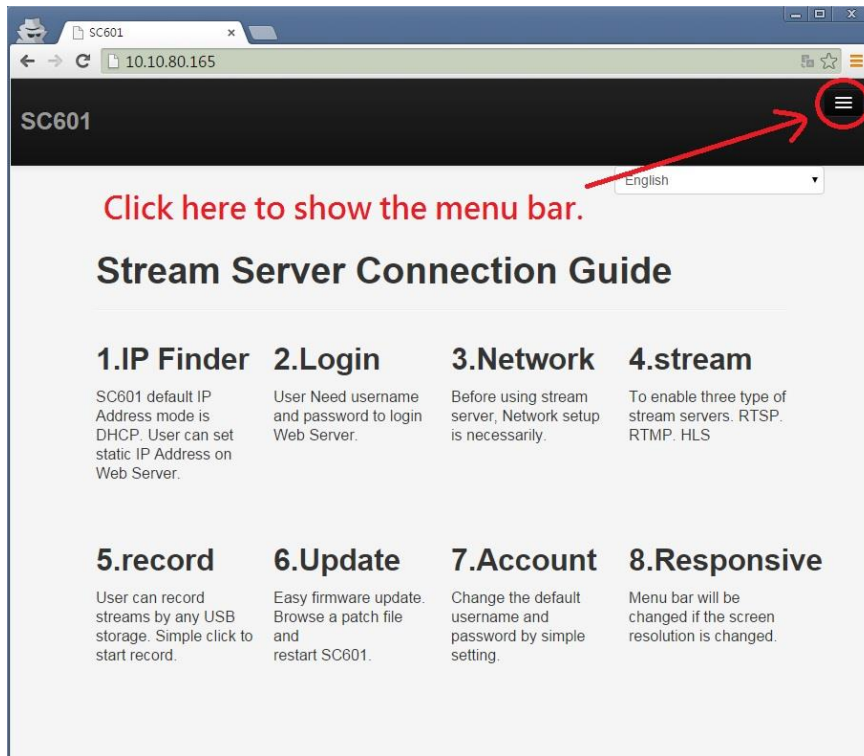 SC601
10.10.80.165
SC601
English
Click here to show the menu bar.
Stream Server Connection Guide
1.IP Finder
SC601 default IP
Address mode is
DHCP. User can set
static IP Address on
Web Server.
2.Login
User Need username
and password to login
Web Server.
3.Network
Before using stream
server, Network setup
is necessarily.
4.stream
To enable three type of
stream servers. RTSP.
RTMP. HLS
5.record
User can record
streams by any USB
storage. Simple click to
start record.
6.Update
Easy firmware update.
Browse a patch file
and
restart SC601.
7.Account
Change the default
username and
password by simple
setting.
8.Responsive
Menu bar will be
changed if the screen
resolution is changed.